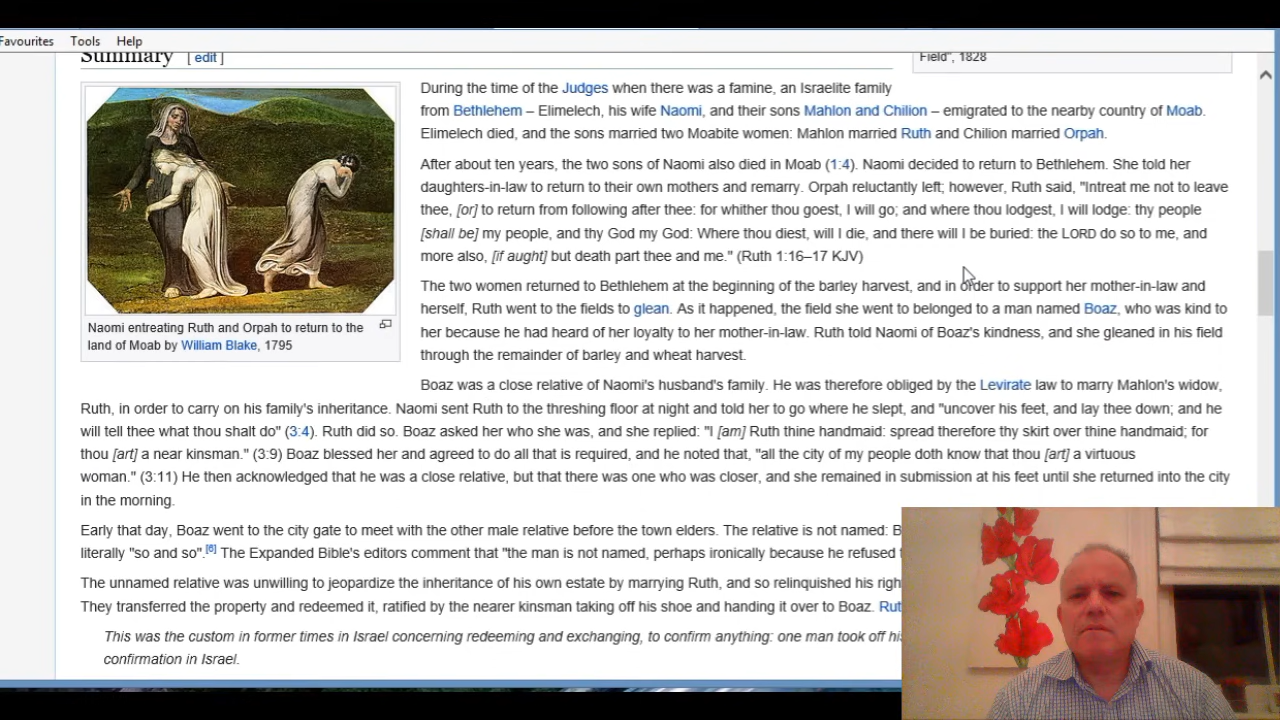 Favourites Tools Help
Summary [ edit ]
Field", 1828
During the time of the Judges when there was a famine, an Israelite family
from Bethlehem – Elimelech, his wife Naomi, and their sons Mahlon and Chilion – emigrated to the nearby country of Moab.
Elimelech died, and the sons married two Moabite women: Mahlon married Ruth and Chilion married Orpah.
After about ten years, the two sons of Naomi also died in Moab (1:4). Naomi decided to return to Bethlehem. She told her
daughters-in-law to return to their own mothers and remarry. Orpah reluctantly left; however, Ruth said, "Intreat me not to leave
thee, [or] to return from following after thee: for whither thou goest, I will go; and where thou lodgest, I will lodge: thy people
[shall be] my people, and thy God my God: Where thou diest, will I die, and there will I be buried: the LORD do so to me, and
more also, [if aught] but death part thee and me." (Ruth 1:16–17 KJV)
The two women returned to Bethlehem at the beginning of the barley harvest, and in order to support her mother-in-law and
herself, Ruth went to the fields to glean. As it happened, the field she went to belonged to a man named Boaz, who was kind to
her because he had heard of her loyalty to her mother-in-law. Ruth told Naomi of Boaz's kindness, and she gleaned in his field
through the remainder of barley and wheat harvest.
Naomi entreating Ruth and Orpah to return to the
land of Moab by William Blake, 1795
Boaz was a close relative of Naomi's husband's family. He was therefore obliged by the Levirate law to marry Mahlon's widow,
Ruth, in order to carry on his family's inheritance. Naomi sent Ruth to the threshing floor at night and told her to go where he slept, and "uncover his feet, and lay thee down; and he
will tell thee what thou shalt do" (3:4). Ruth did so. Boaz asked her who she was, and she replied: "I [am] Ruth thine handmaid: spread therefore thy skirt over thine handmaid; for
thou [art] a near kinsman." (3:9) Boaz blessed her and agreed to do all that is required, and he noted that, "all the city of my people doth know that thou [art] a virtuous
woman." (3:11) He then acknowledged that he was a close relative, but that there was one who was closer, and she remained in submission at his feet until she returned into the city
in the morning.
Early that day, Boaz went to the city gate to meet with the other male relative before the town elders. The relative is not named: B
literally "so and so".[6] The Expanded Bible's editors comment that "the man is not named, perhaps ironically because he refused
The unnamed relative was unwilling to jeopardize the inheritance of his own estate by marrying Ruth, and so relinquished his righ
They transferred the property and redeemed it, ratified by the nearer kinsman taking off his shoe and handing it over to Boaz. Rut
This was the custom in former times in Israel concerning redeeming and exchanging, to confirm anything: one man took off his
confirmation in Israel.